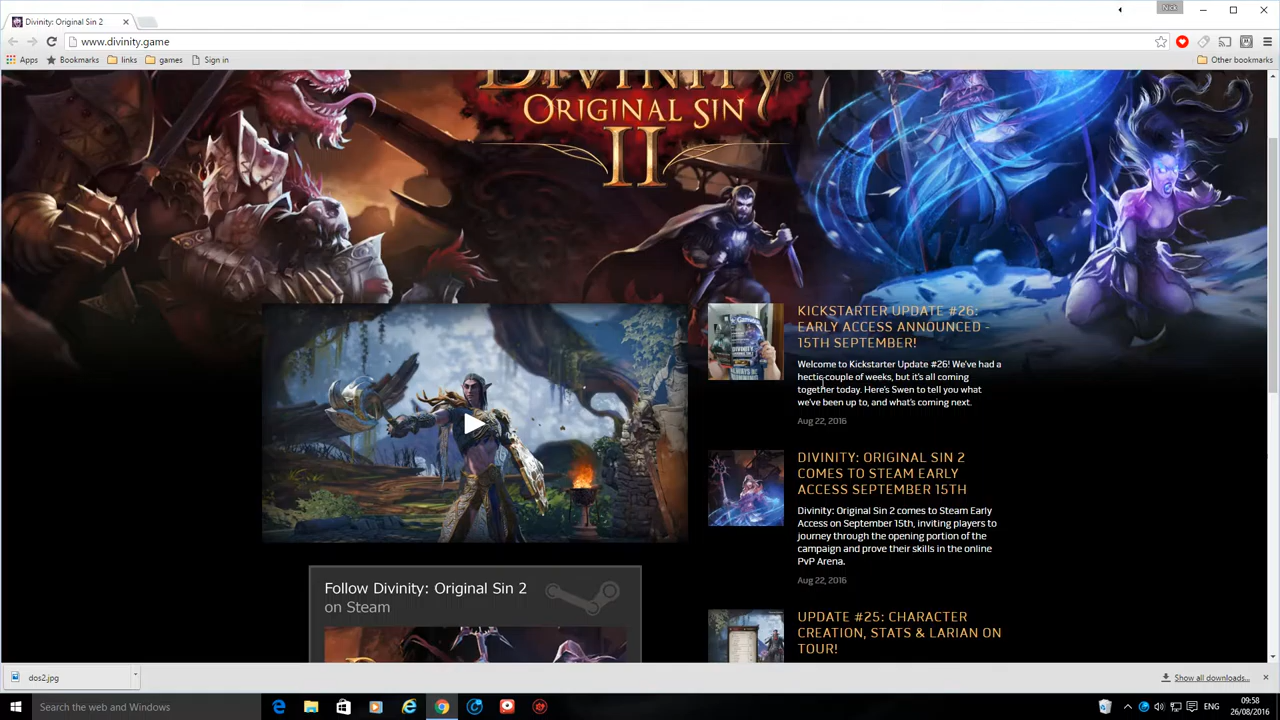 Nick
Divinity: Original Sin 2
www.divinity.game
Apps
Bookmarks
links
games
Sign in
Other bookmarks
DIVINITY®
ORIGINAL SIN
II
KICKSTARTER UPDATE #26:
EARLY ACCESS ANNOUNCED -
15TH SEPTEMBER!
Welcome to Kickstarter Update #26! We've had a
hectic couple of weeks, but it's all coming
together today. Here's Swen to tell you what
we've been up to, and what's coming next.
Aug 22, 2016
DIVINITY: ORIGINAL SIN 2
COMES TO STEAM EARLY
ACCESS SEPTEMBER 15TH
Divinity: Original Sin 2 comes to Steam Early
Access on September 15th, inviting players to
journey through the opening portion of the
campaign and prove their skills in the online
PvP Arena.
Aug 22, 2016
Follow Divinity: Original Sin 2
on Steam
UPDATE #25: CHARACTER
CREATION, STATS & LARIAN ON
TOUR!
dos2.jpg
Show all downloads...
Search the web and Windows
ENG
09:58
26/08/2016